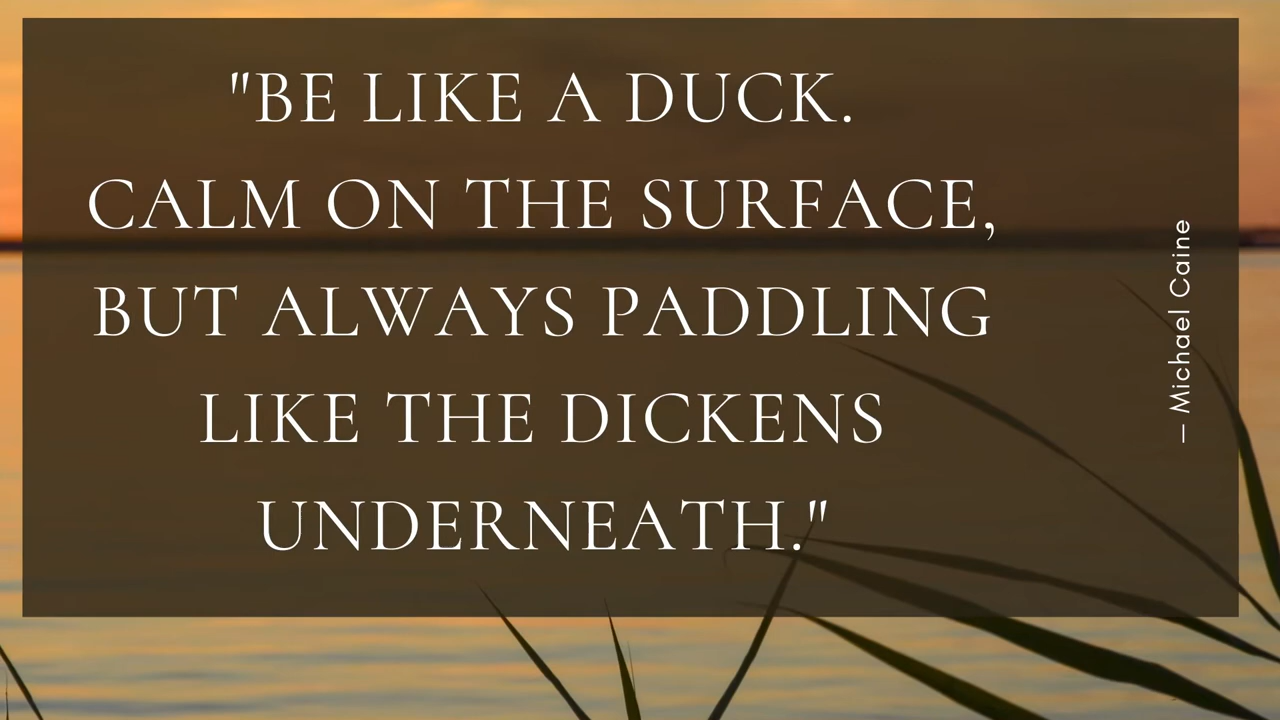 "BE LIKE A DUCK.
CALM ON THE SURFACE,
BUT ALWAYS PADDLING
LIKE THE DICKENS
UNDERNEATH."
– Michael Caine